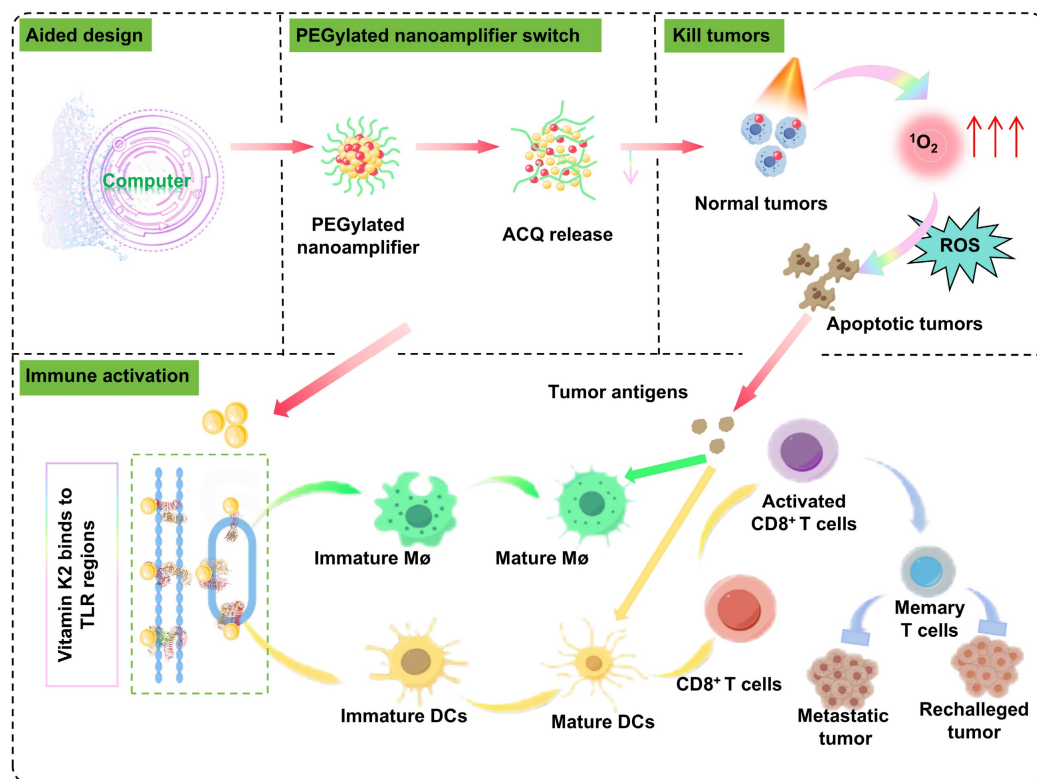 Aided design
PEGylated nanoamplifier switch
Kill tumors
Computer
PEGylated
nanoamplifier
ACQ release
Normal tumors
¹O₂
ROS
Apoptotic tumors
Immune activation
Tumor antigens
Vitamin K2 binds to
TLR regions
Immature Mø
Mature Mø
Activated
CD8⁺ T cells
Immature DCs
Mature DCs
CD8⁺ T cells
Memary
T cells
Metastatic
tumor
Rechalleged
tumor